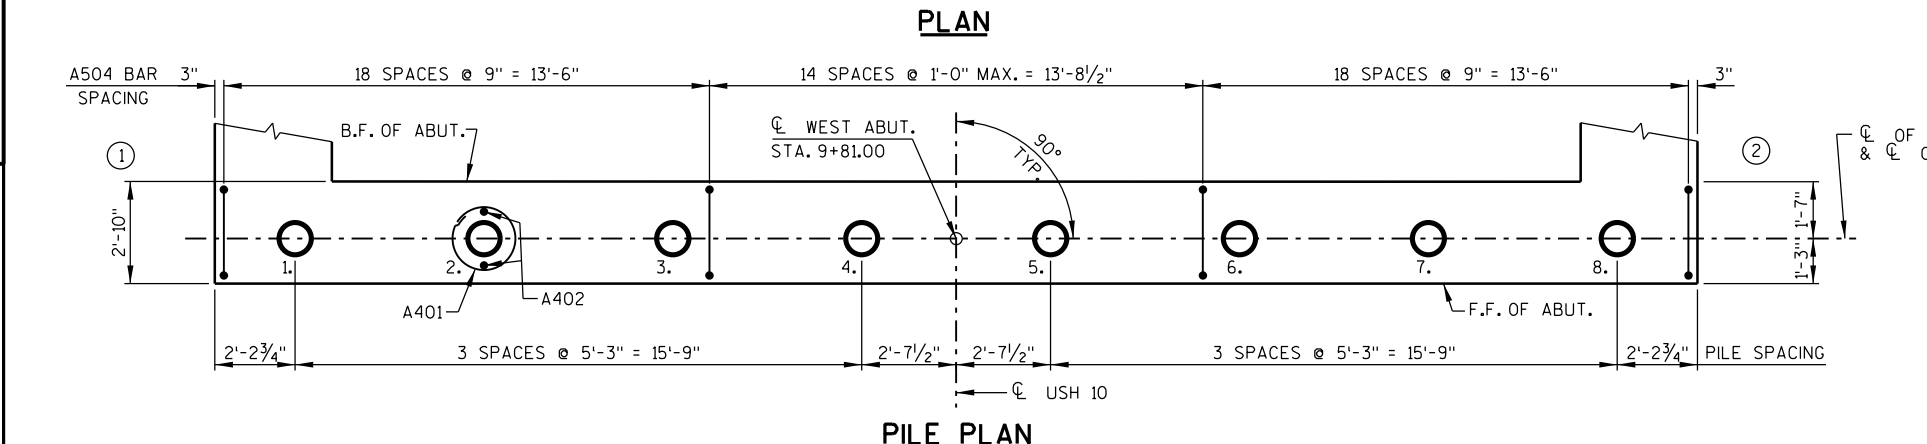 PLAN
A504 BAR 3" 18 SPACES @ 9" = 13'-6" 14 SPACES @ 1'-0" MAX. = 13'-8½" 18 SPACES @ 9" = 13'-6" 3"
SPACING
B.F. OF ABUT.
℄ WEST ABUT.
STA. 9+81.00
90°
TYP.
℄ OF
& ℄
1
2
2'-10"
1'-7"
1'-3"
1. 2. 3. 4. 5. 6. 7. 8.
A401
A402
F.F. OF ABUT.
2'-2¾" 3 SPACES @ 5'-3" = 15'-9" 2'-7½" 2'-7½" 3 SPACES @ 5'-3" = 15'-9" 2'-2¾" PILE SPACING
℄ USH 10
PILE PLAN